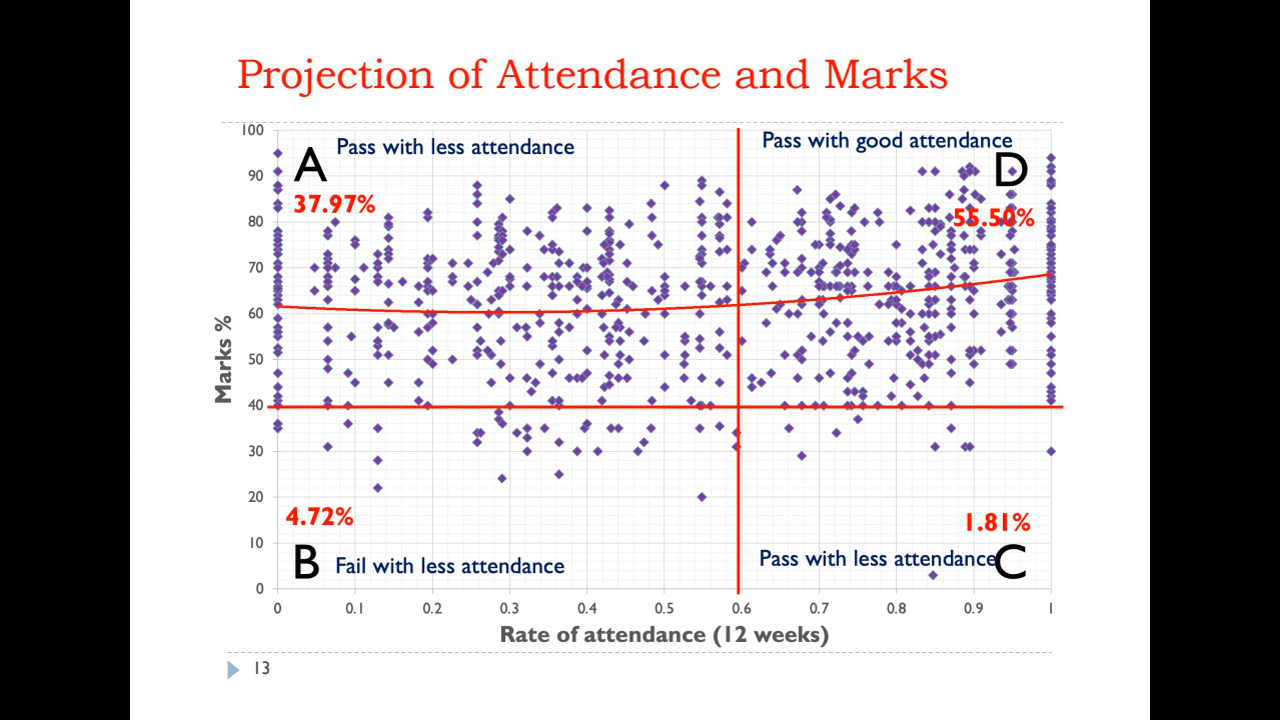 Projection of Attendance and Marks
100
90
80
70
60
50
40
30
20
10
0
Marks %
A
Pass with less attendance
37.97%
Pass with good attendance
D
55.50%
4.72%
B
Fail with less attendance
1.81%
Pass with less attendance
C
0 0.1 0.2 0.3 0.4 0.5 0.6 0.7 0.8 0.9 1
Rate of attendance (12 weeks)
13